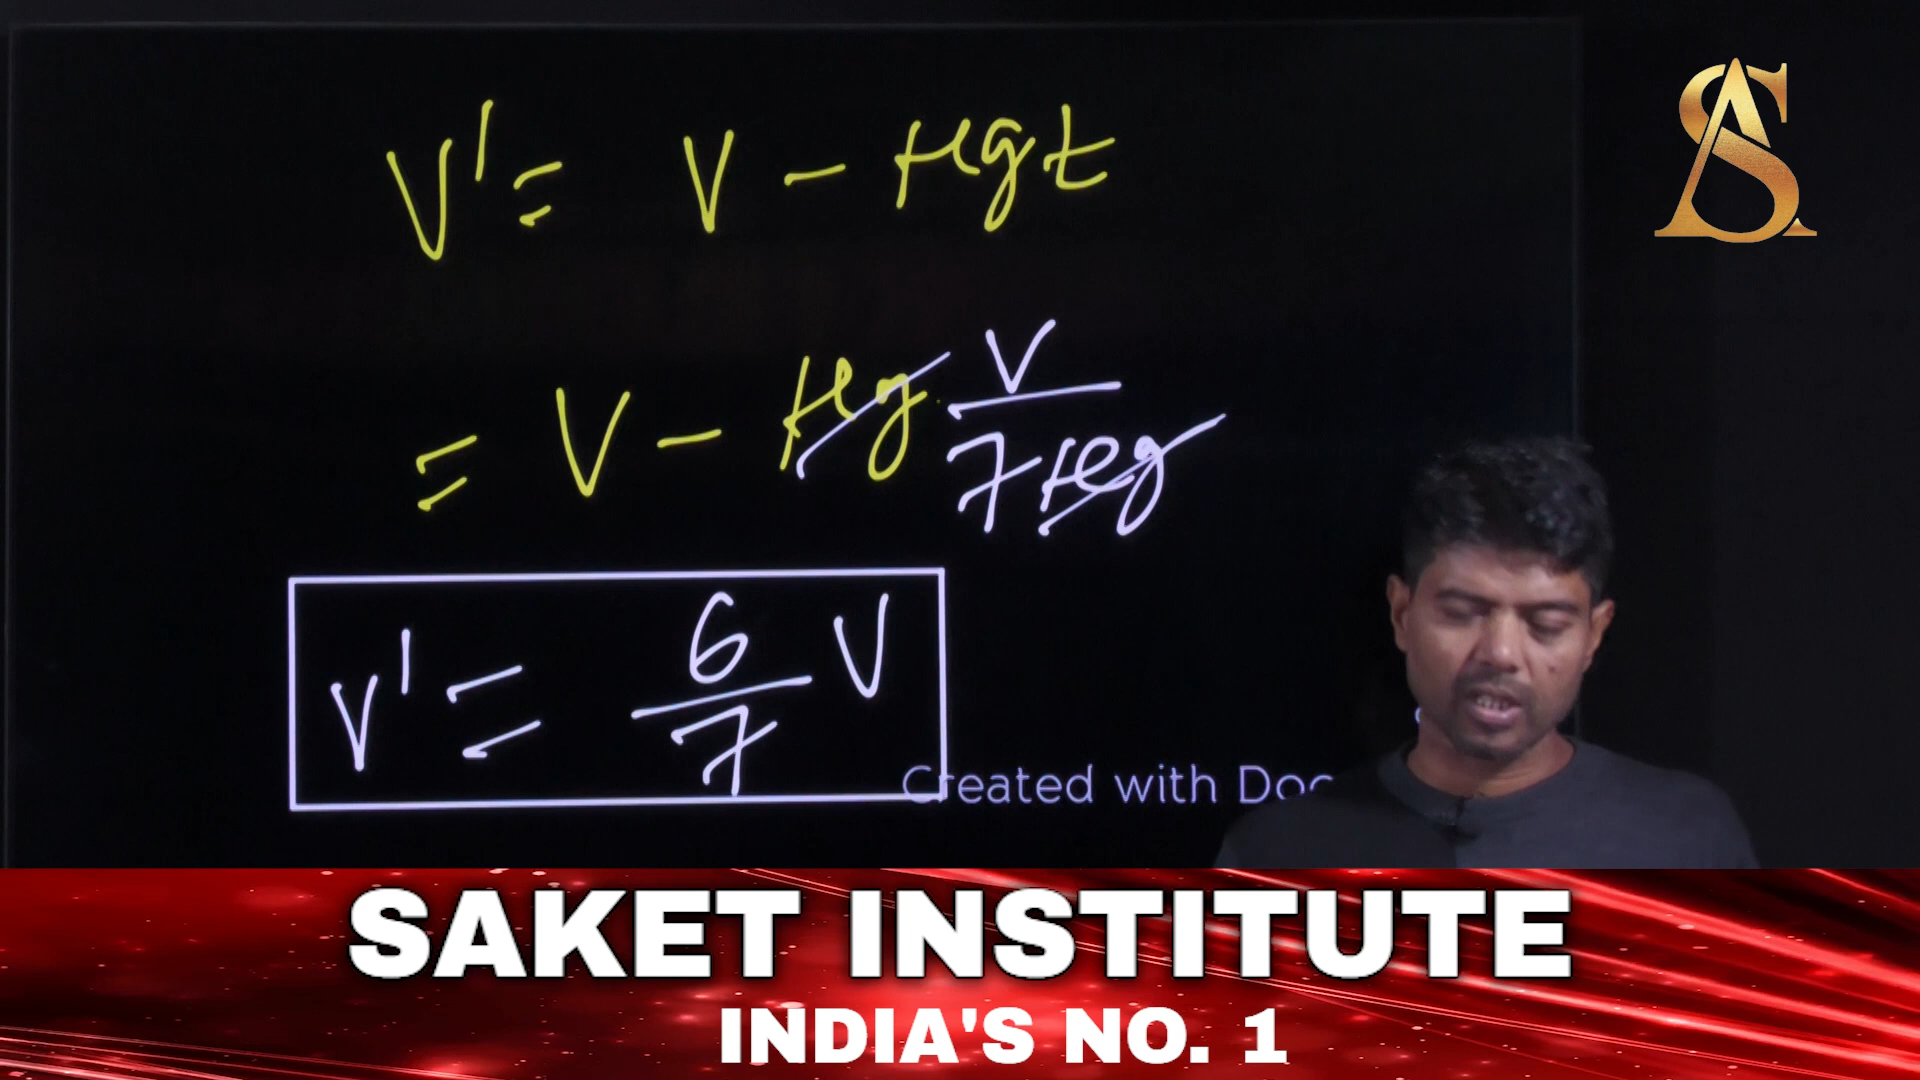 V' = V - μgt
= V - μg V/7μg
V' = 6/7 V
Created with Doc
SAKET INSTITUTE
INDIA'S NO. 1